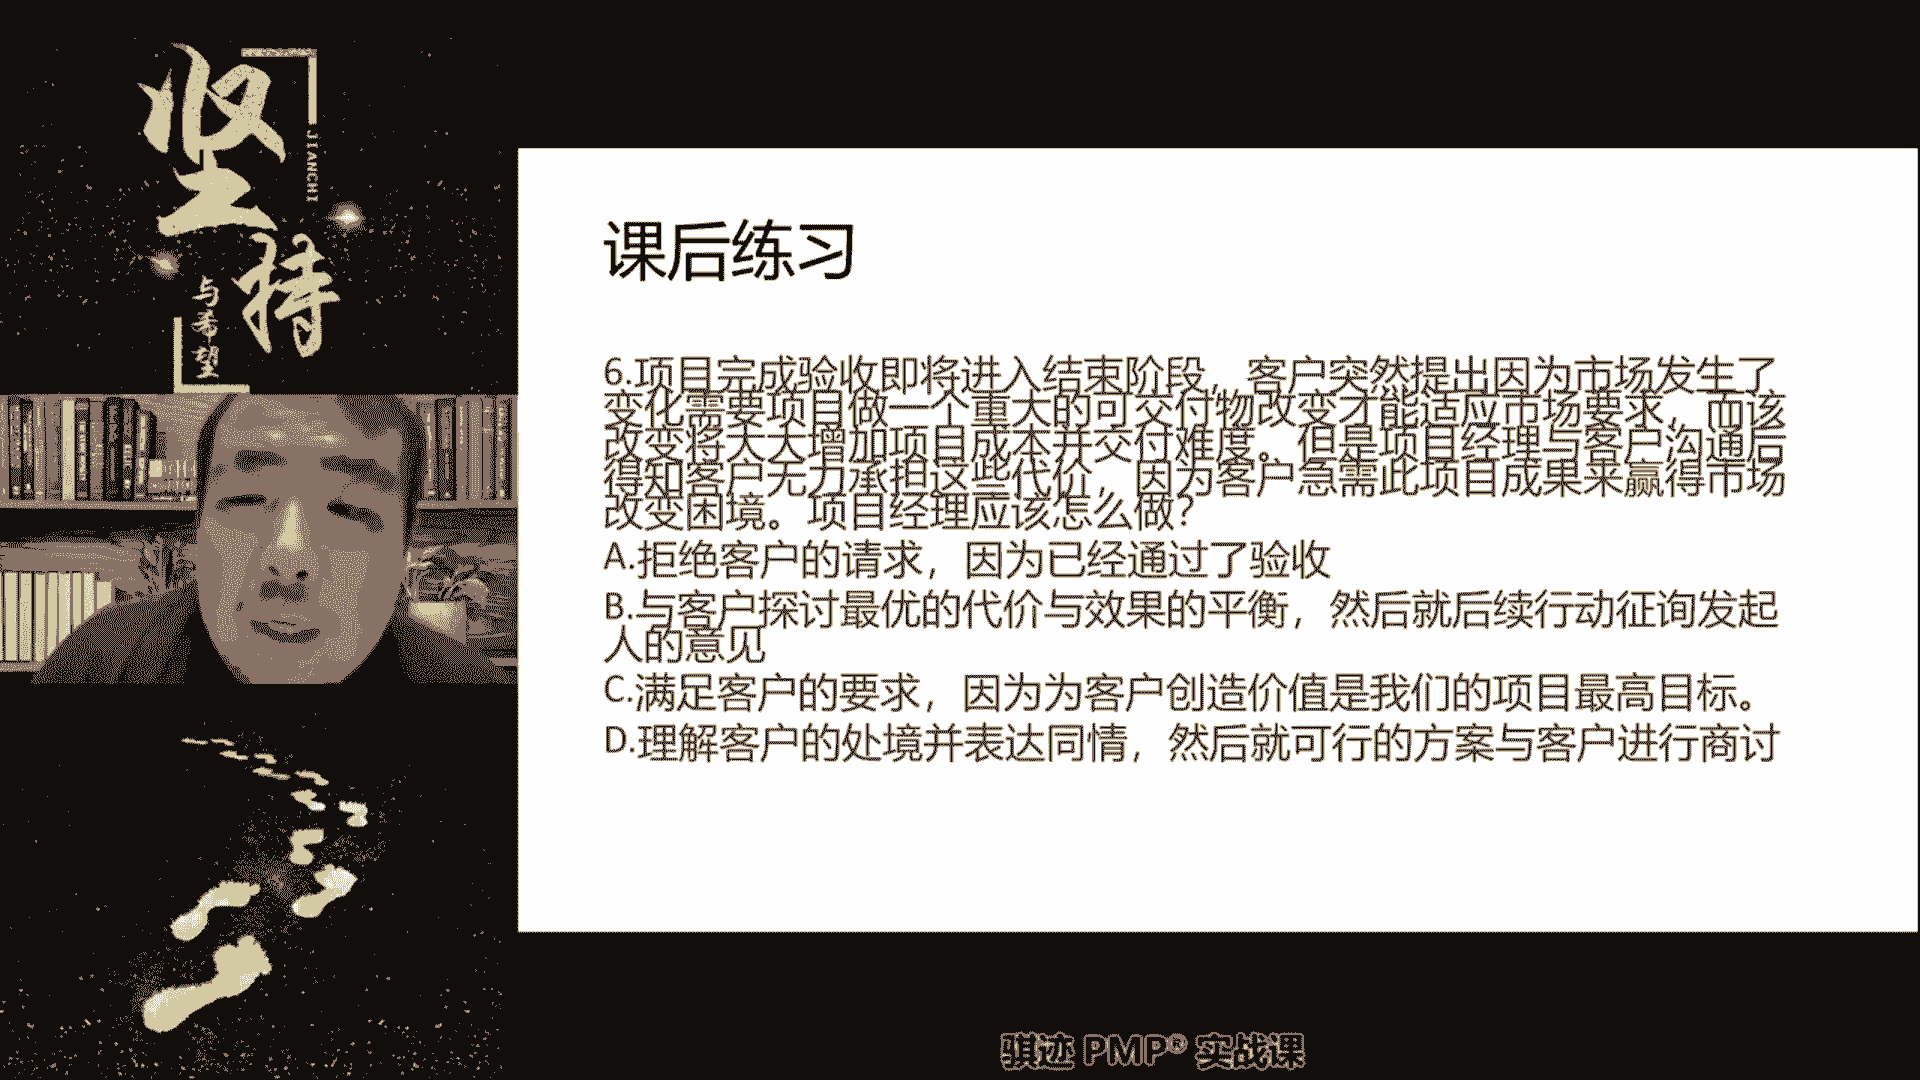 坚持
JIANCHI
与希望
课后练习
6.项目完成验收即将进入结束阶段，客户突然提出因为市场发生了
变化需要项目做一个重大的可交付物改变才能适应市场要求，而该
改变将大大增加项目成本并交付难度。但是项目经理与客户沟通后
得知客户无力承担这些代价，因为客户急需此项目成果来赢得市场
改变困境。项目经理应该怎么做？
A.拒绝客户的请求，因为已经通过了验收
B.与客户探讨最优的代价与效果的平衡，然后就后续行动征询发起
人的意见
C.满足客户的要求，因为为客户创造价值是我们的项目最高目标。
D.理解客户的处境并表达同情，然后就可行的方案与客户进行商讨
骐迹 PMP® 实战课